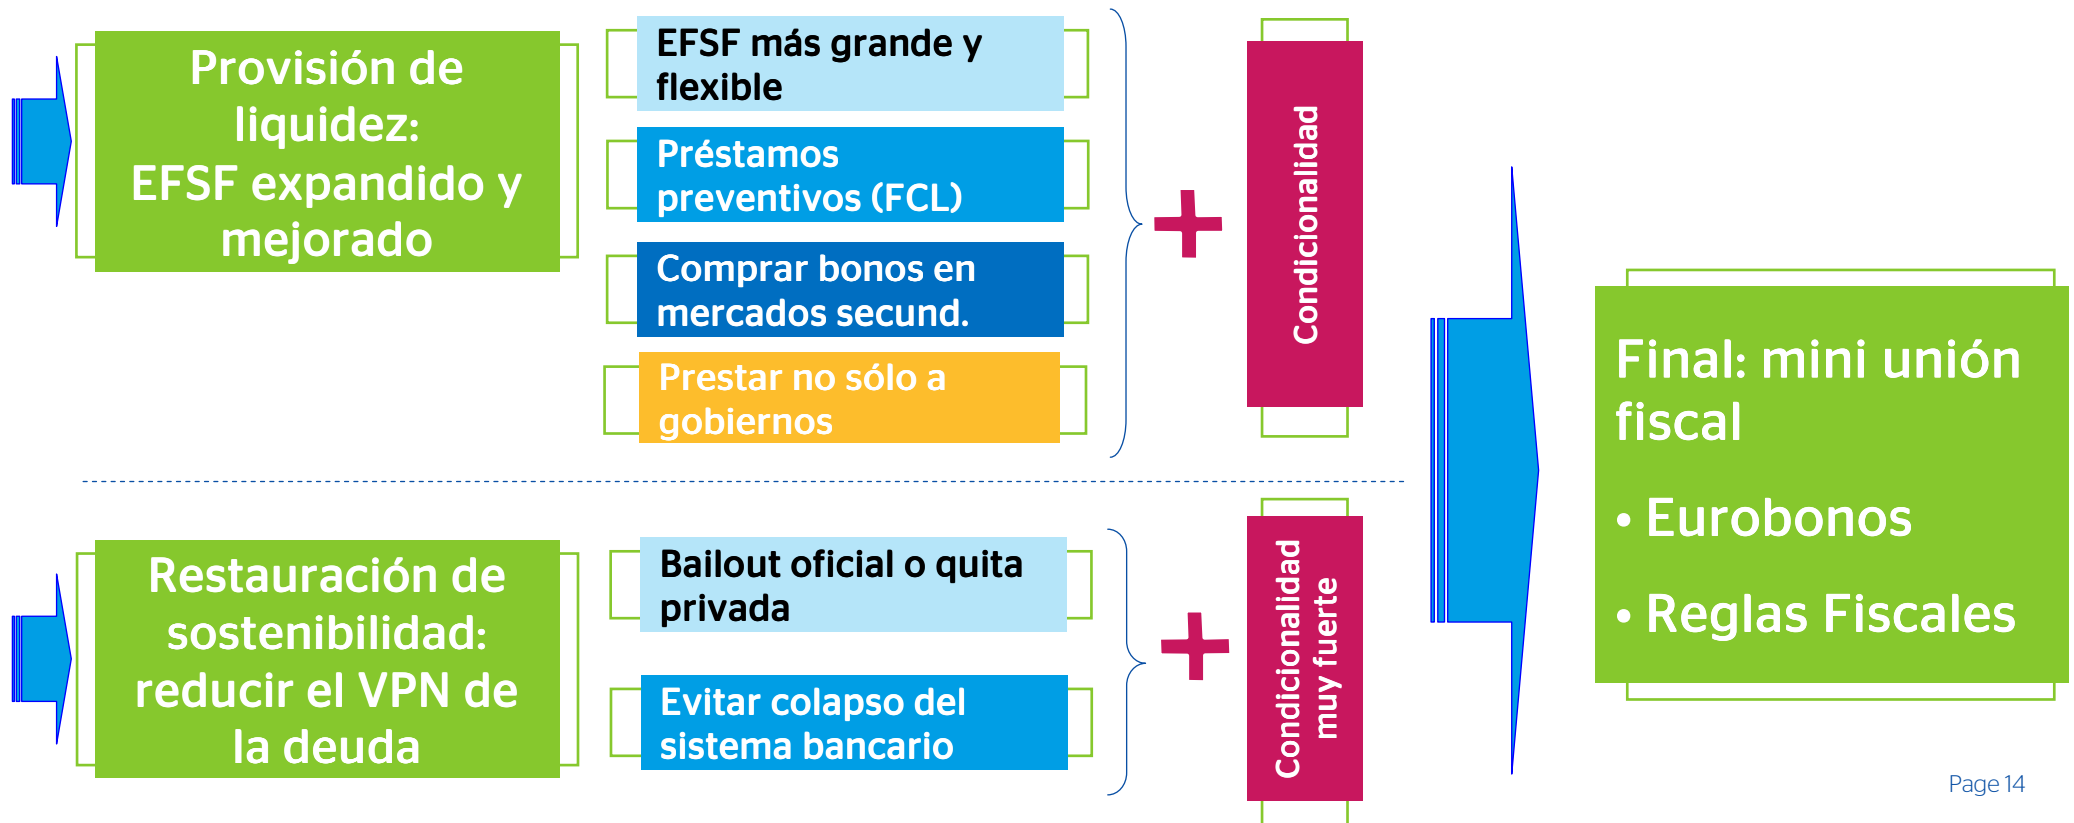 Provisión de
liquidez:
EFSF expandido y
mejorado
EFSF más grande y
flexible
Préstamos
preventivos (FCL)
Comprar bonos en
mercados secund.
Prestar no sólo a
gobiernos
+
Condicionalidad
Restauración de
sostenibilidad:
reducir el VPN de
la deuda
Bailout oficial o quita
privada
Evitar colapso del
sistema bancario
+
Condicionalidad
muy fuerte
Final: mini unión
fiscal
• Eurobonos
• Reglas Fiscales
Page 14